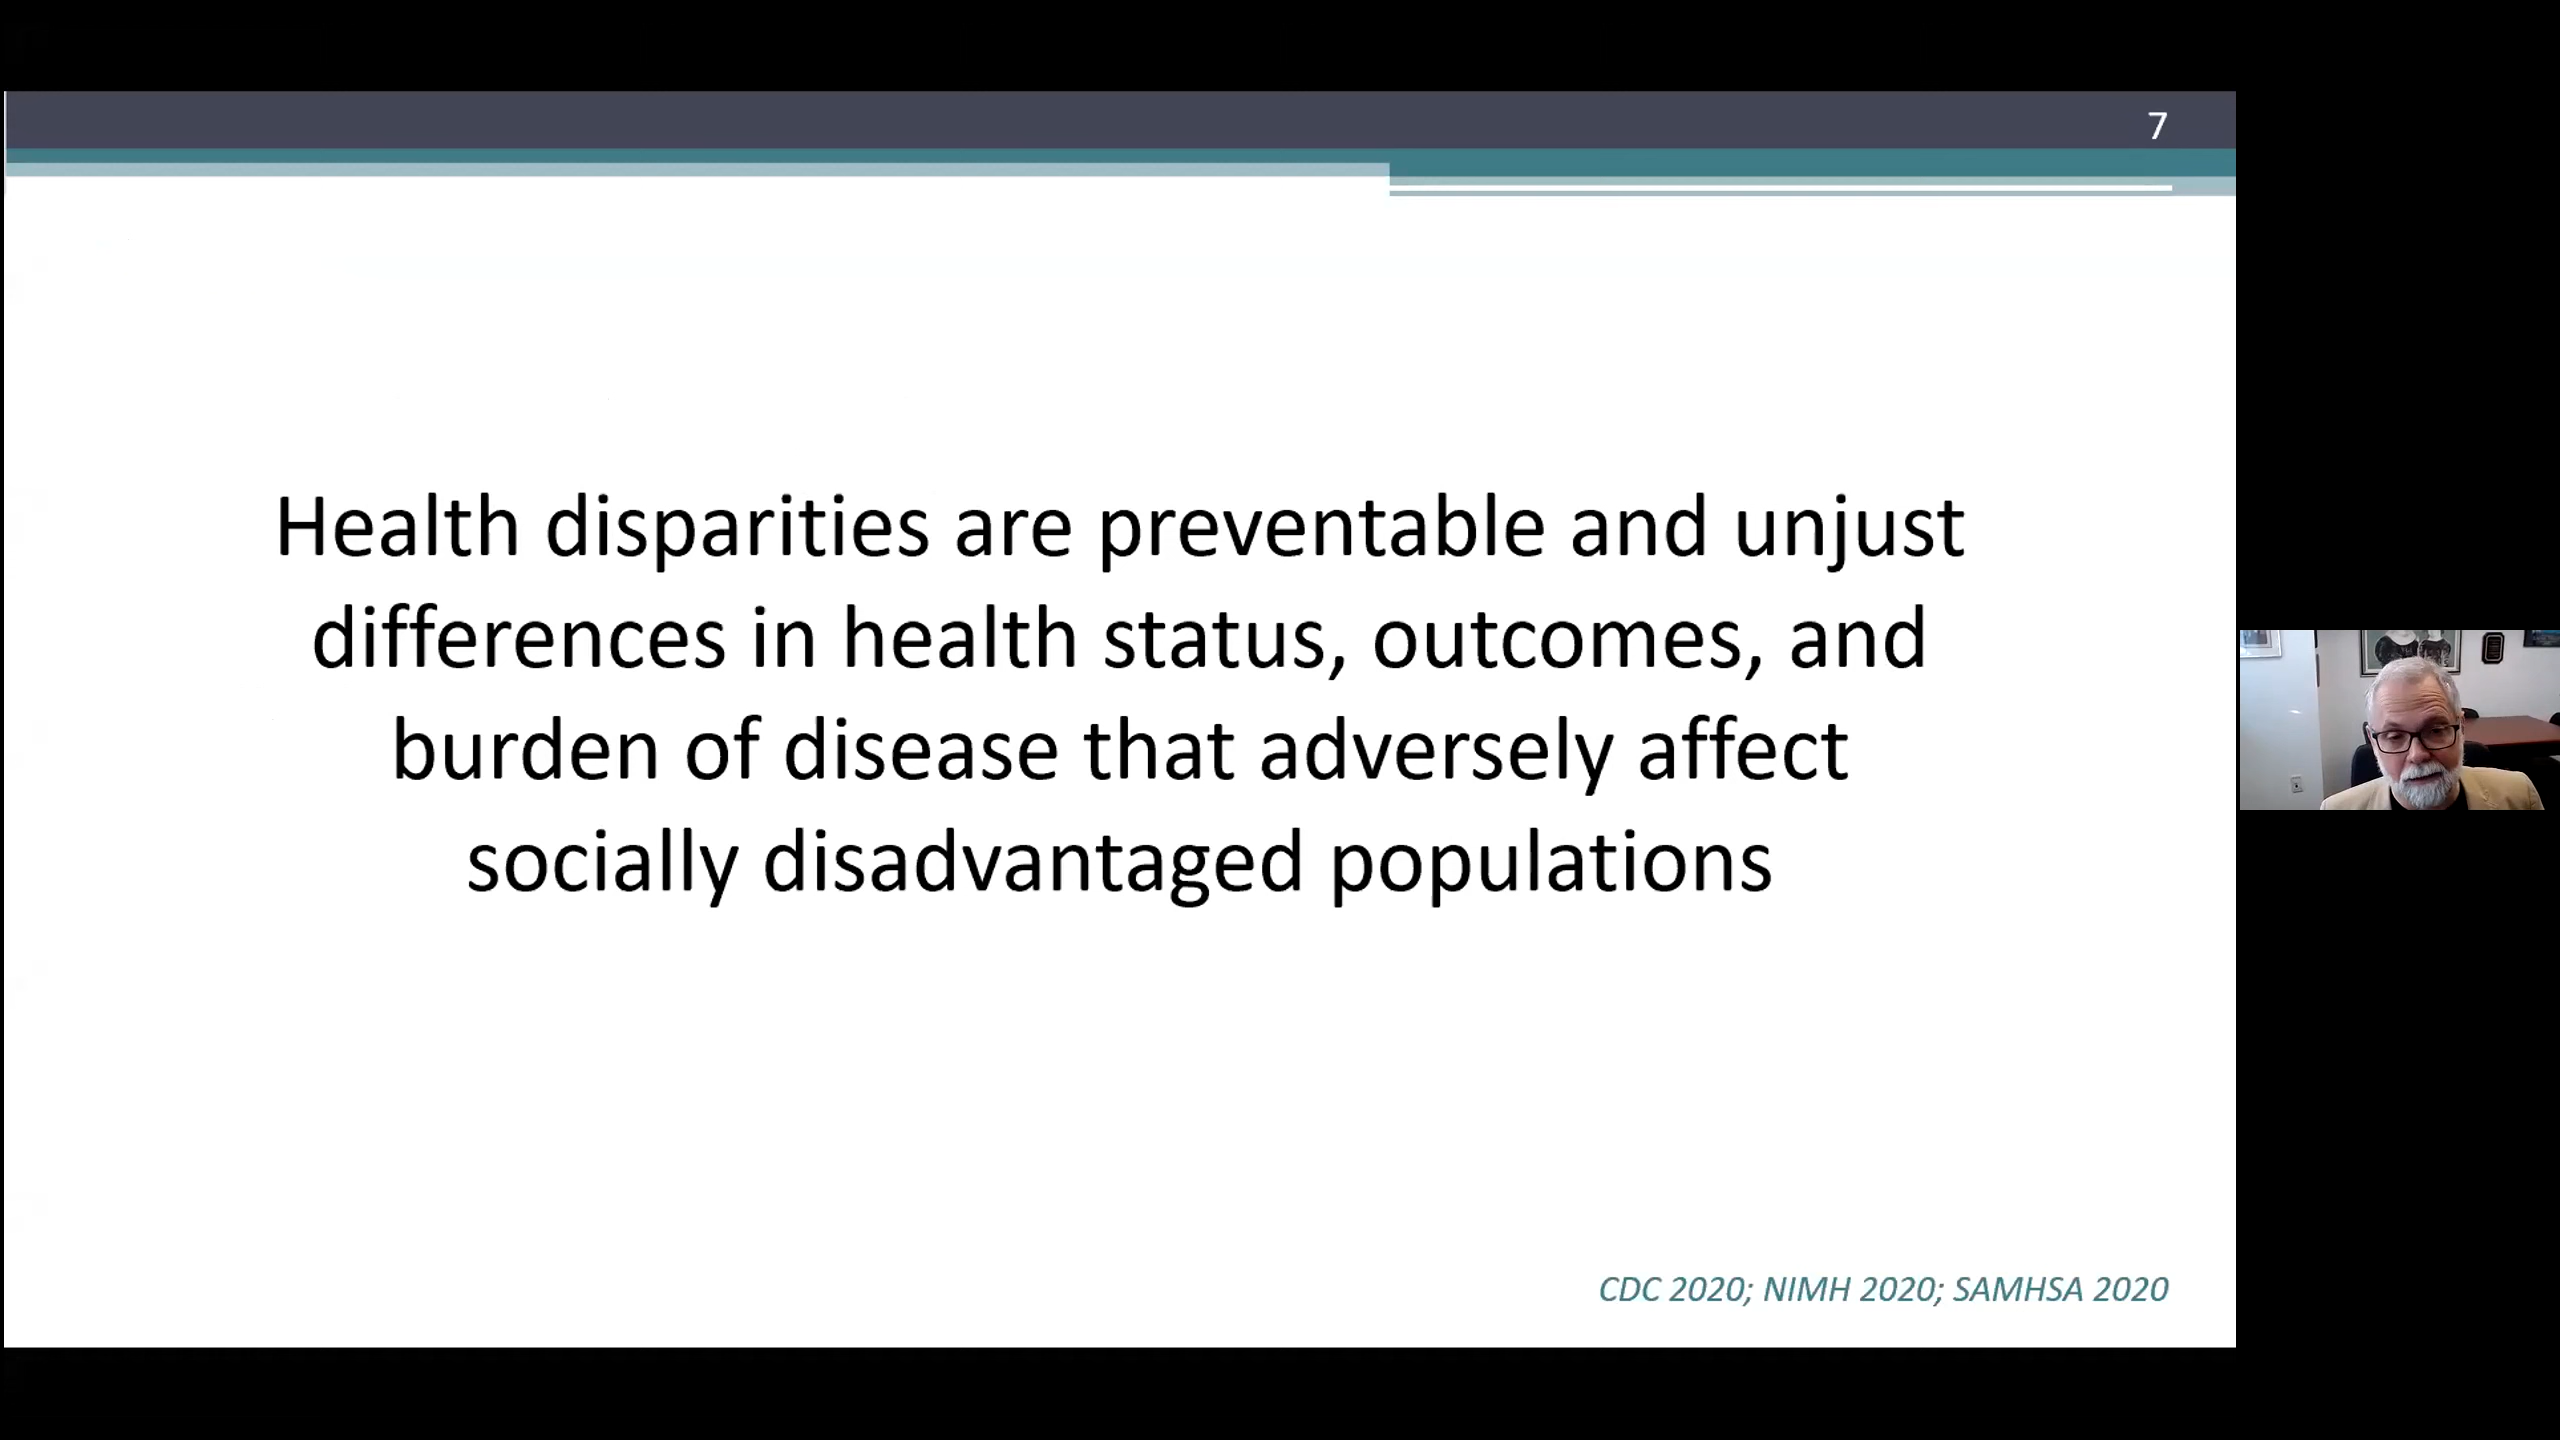 7
Health disparities are preventable and unjust
differences in health status, outcomes, and
burden of disease that adversely affect
socially disadvantaged populations
CDC 2020; NIMH 2020; SAMHSA 2020